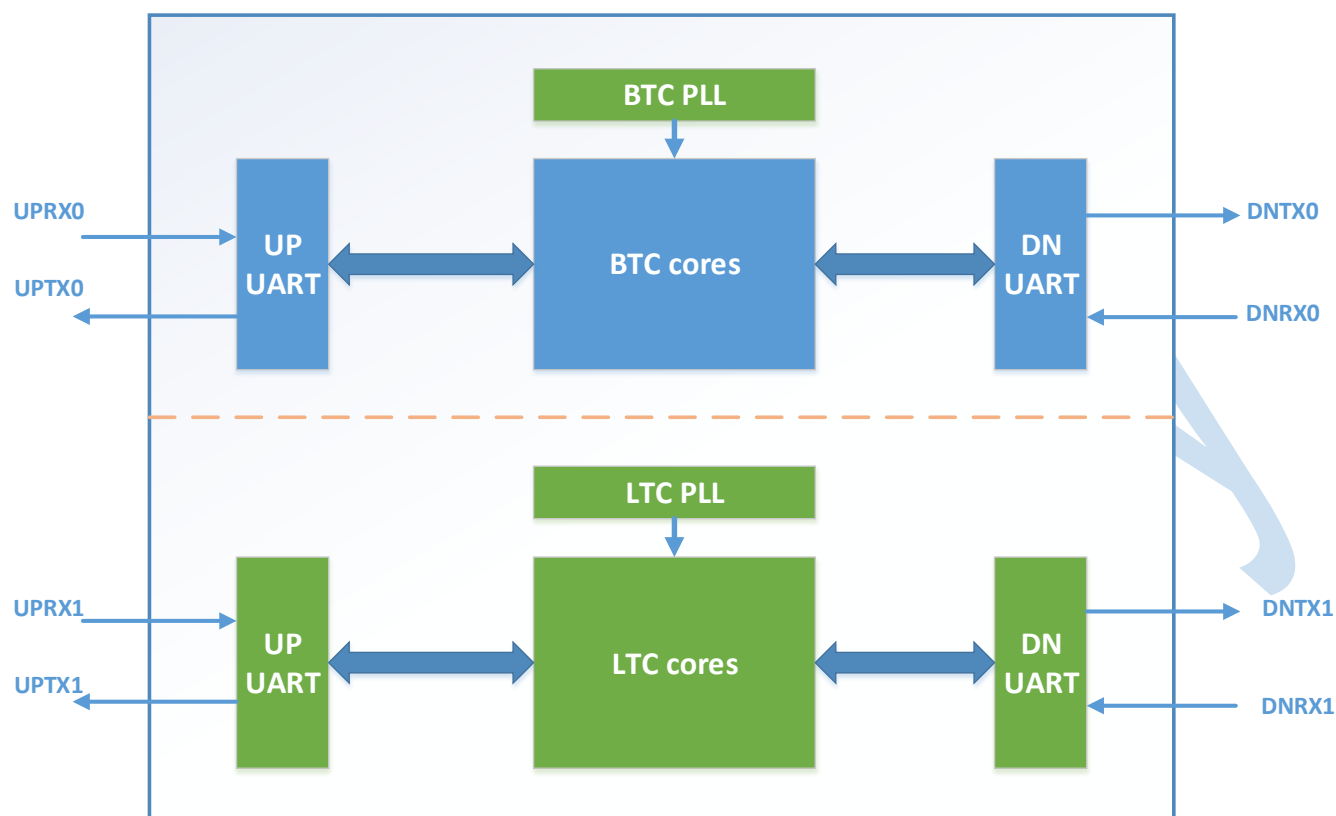 BTC PLL
UPRX0
UPTX0
UP
UART
BTC cores
DN
UART
DNTX0
DNRX0
LTC PLL
UPRX1
UPTX1
UP
UART
LTC cores
DN
UART
DNTX1
DNRX1